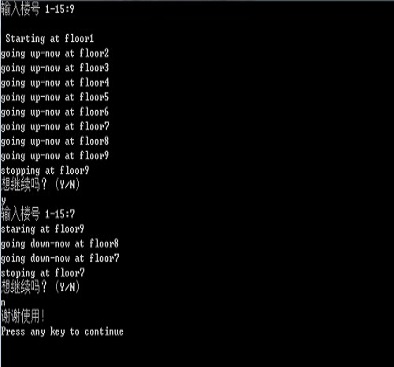 输入楼号 1-15:9
Starting at floor1
going up-now at floor2
going up-now at floor3
going up-now at floor4
going up-now at floor5
going up-now at floor6
going up-now at floor7
going up-now at floor8
going up-now at floor9
stopping at floor9
想继续吗? (Y/N)
y
输入楼号 1-15:7
staring at floor9
going down-now at floor8
going down-now at floor7
stoping at floor7
想继续吗? (Y/N)
n
谢谢使用!
Press any key to continue